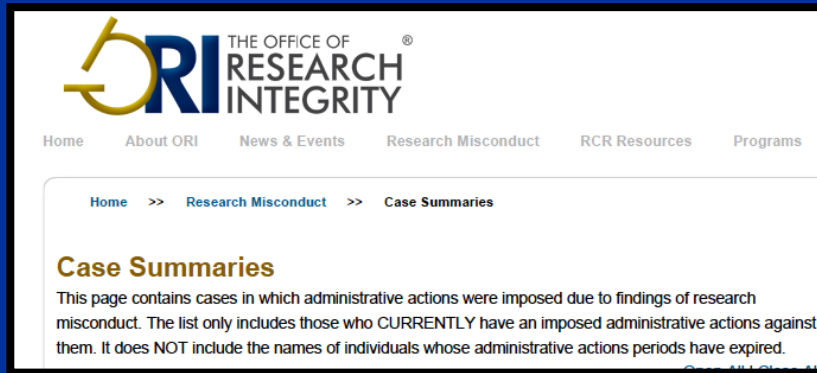 ORI THE OFFICE OF
RESEARCH®
INTEGRITY
Home About ORI News & Events Research Misconduct RCR Resources Programs
Home >> Research Misconduct >> Case Summaries
Case Summaries
This page contains cases in which administrative actions were imposed due to findings of research
misconduct. The list only includes those who CURRENTLY have an imposed administrative actions against
them. It does NOT include the names of individuals whose administrative actions periods have expired.